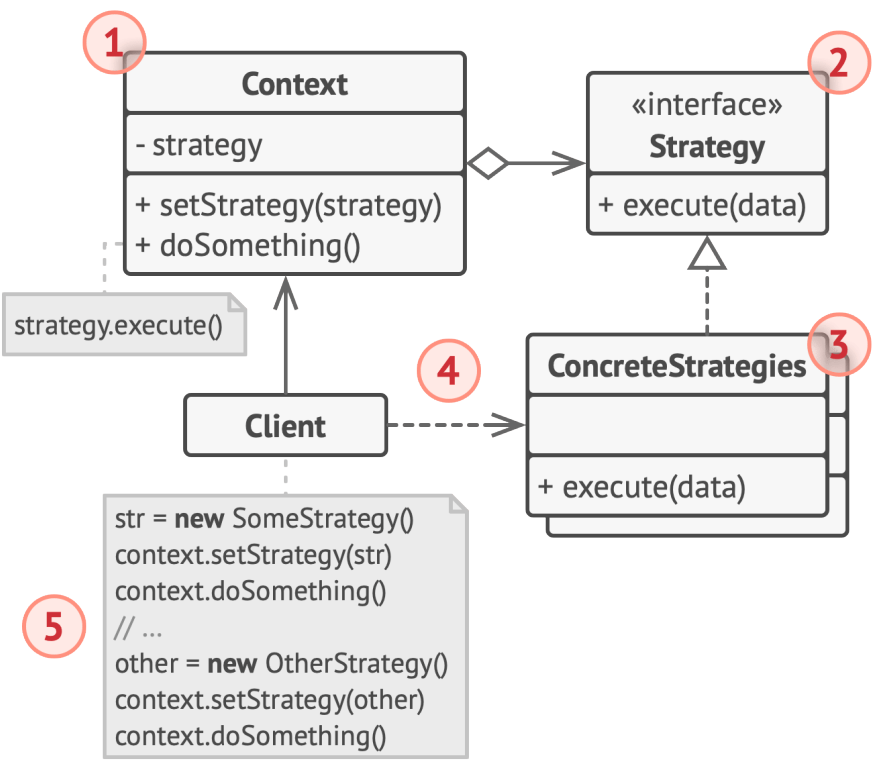 1
Context
- strategy
+ setStrategy(strategy)
+ doSomething()
2
«interface»
Strategy
+ execute(data)
strategy.execute()
3
ConcreteStrategies
+ execute(data)
4
Client
5
str = new SomeStrategy()
context.setStrategy(str)
context.doSomething()
// ...
other = new OtherStrategy()
context.setStrategy(other)
context.doSomething()